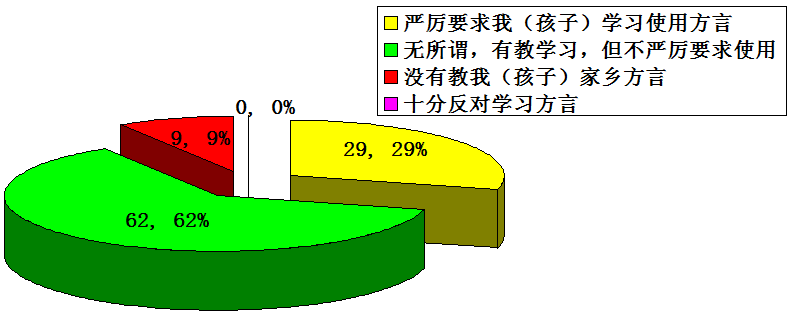 严厉要求我（孩子）学习使用方言
无所谓，有教学习，但不严厉要求使用
没有教我（孩子）家乡方言
十分反对学习方言
0, 0%
9, 9%
29, 29%
62, 62%